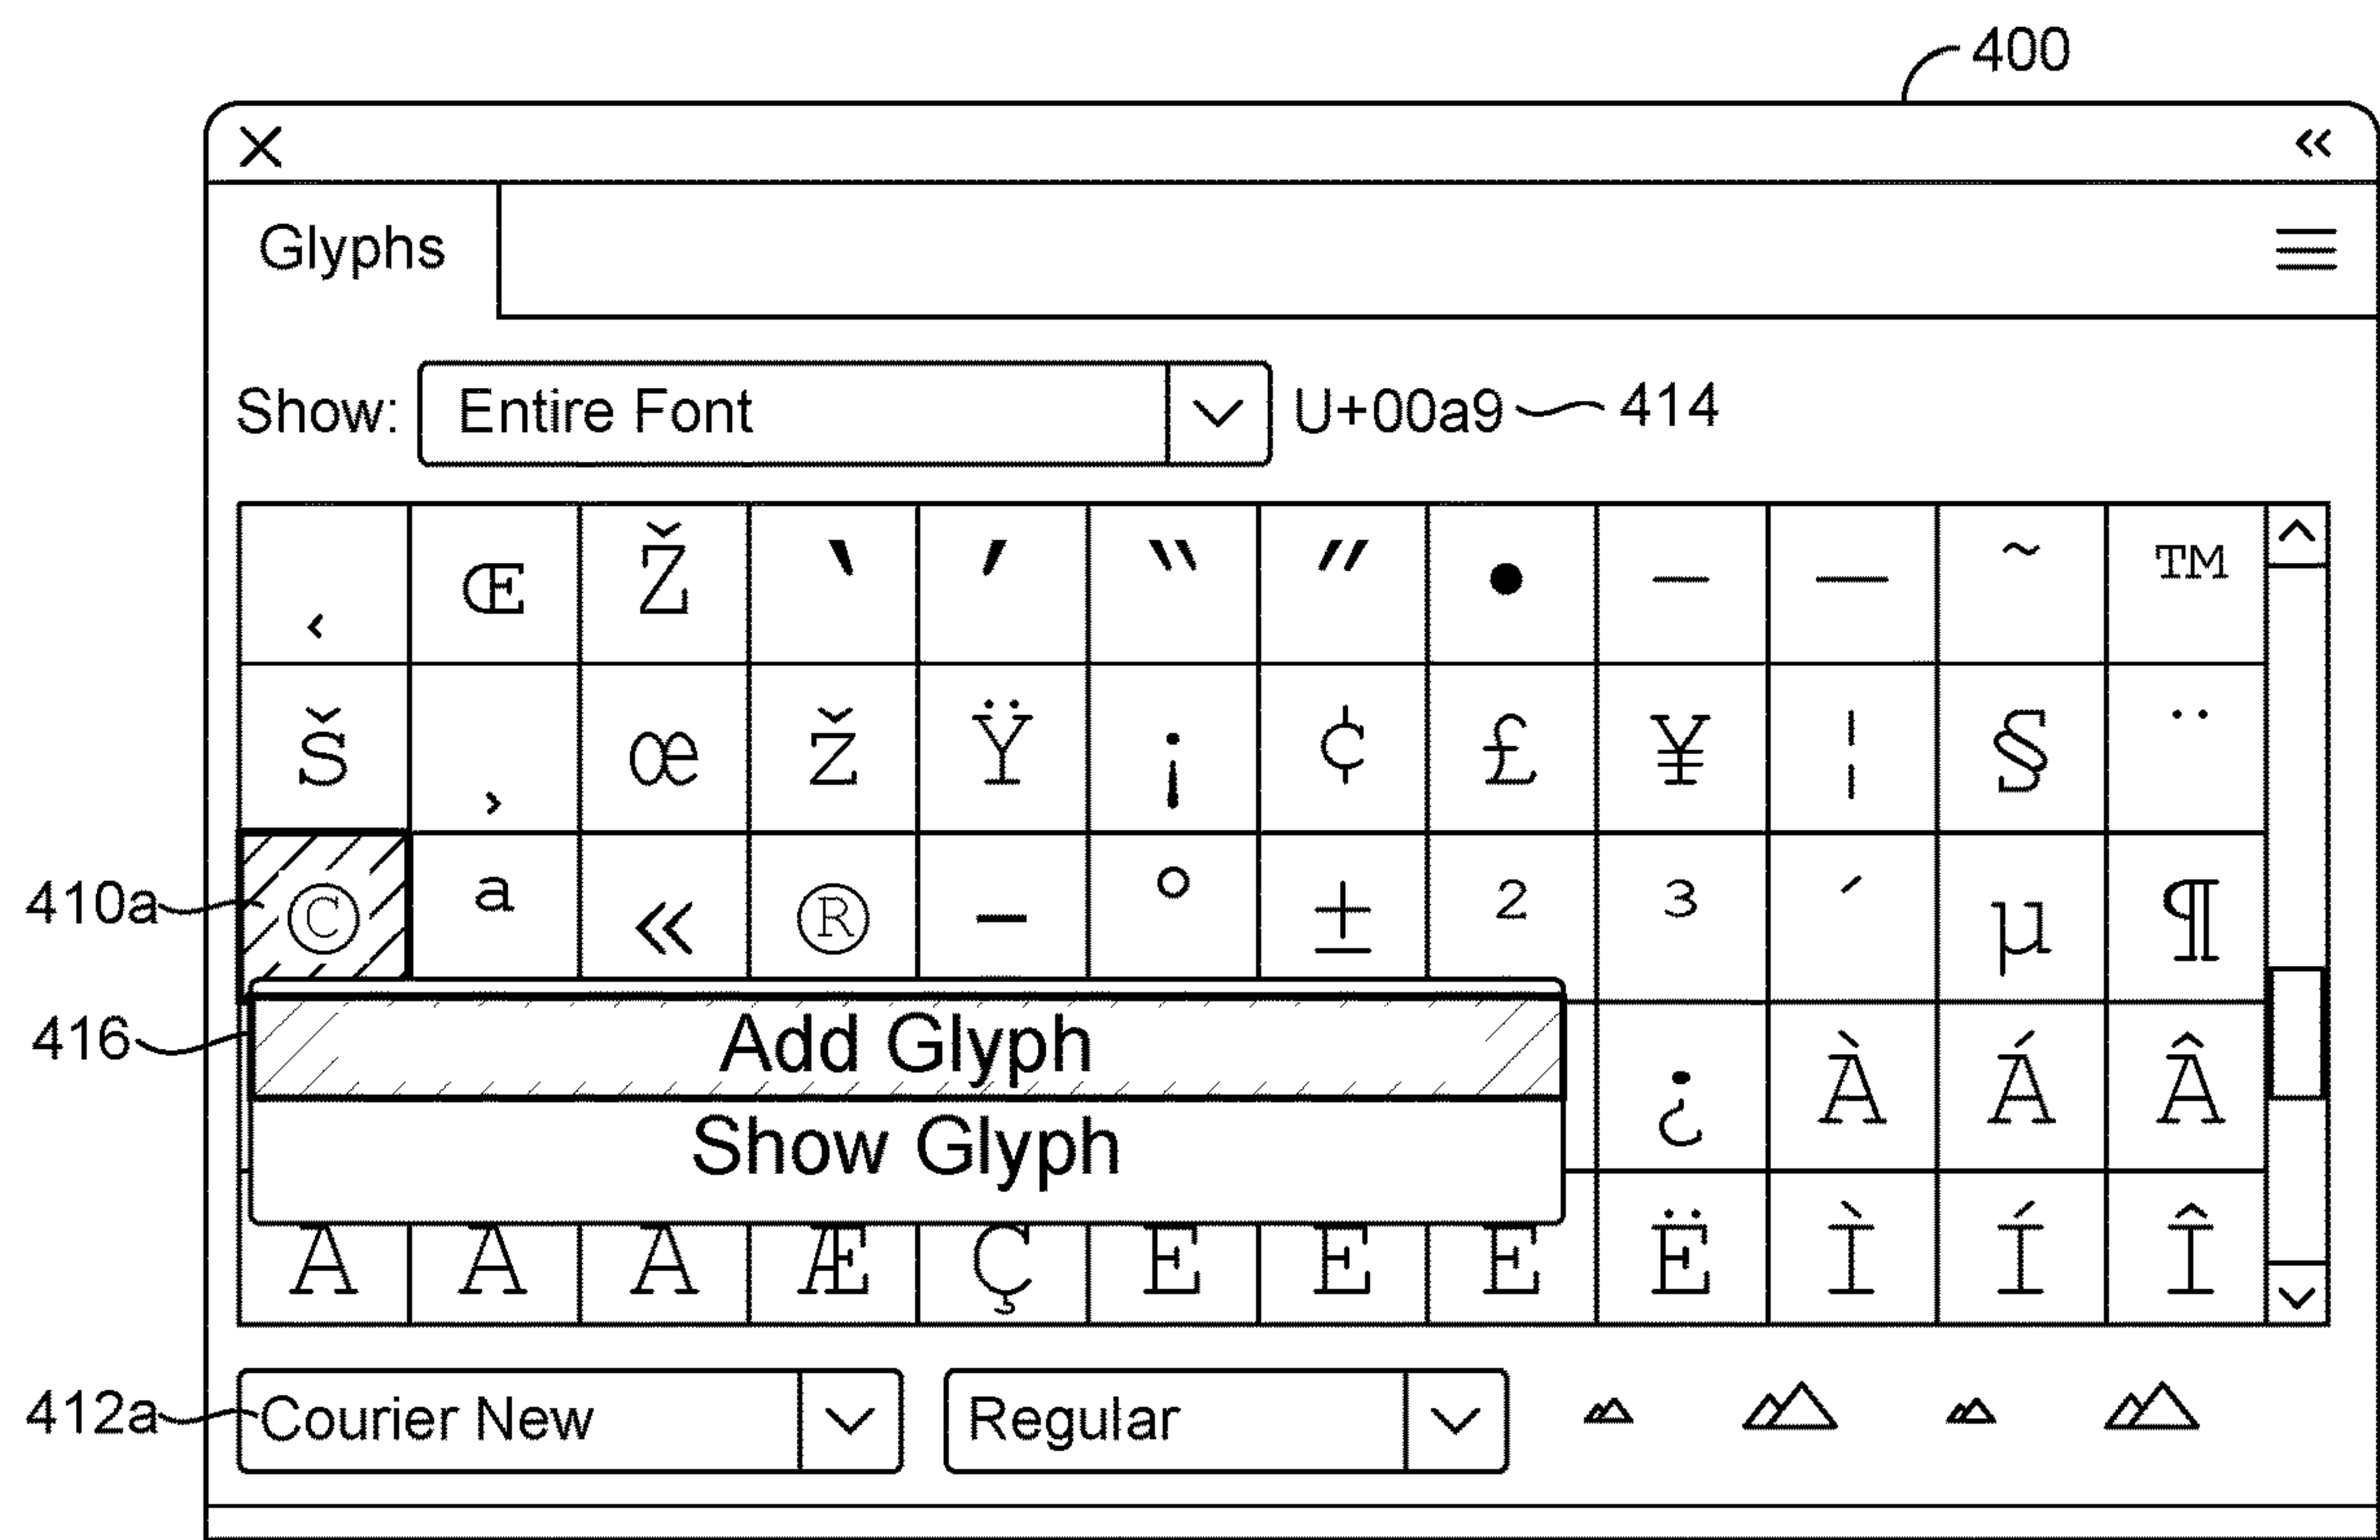 400
Glyphs
Show: Entire Font U+00a9 414
‹ Œ Ž ‘ ’ “ ” • – — ˜ ™
Š › œ ž Ÿ ¡ ¢ £ ¥ ¦ § ¨
410a © ª « ® - ° ± ² ³ ´ µ ¶
416 Add Glyph ¿ À Á Â
Show Glyph
Æ Ç Ë Ì Í Î
412a Courier New Regular